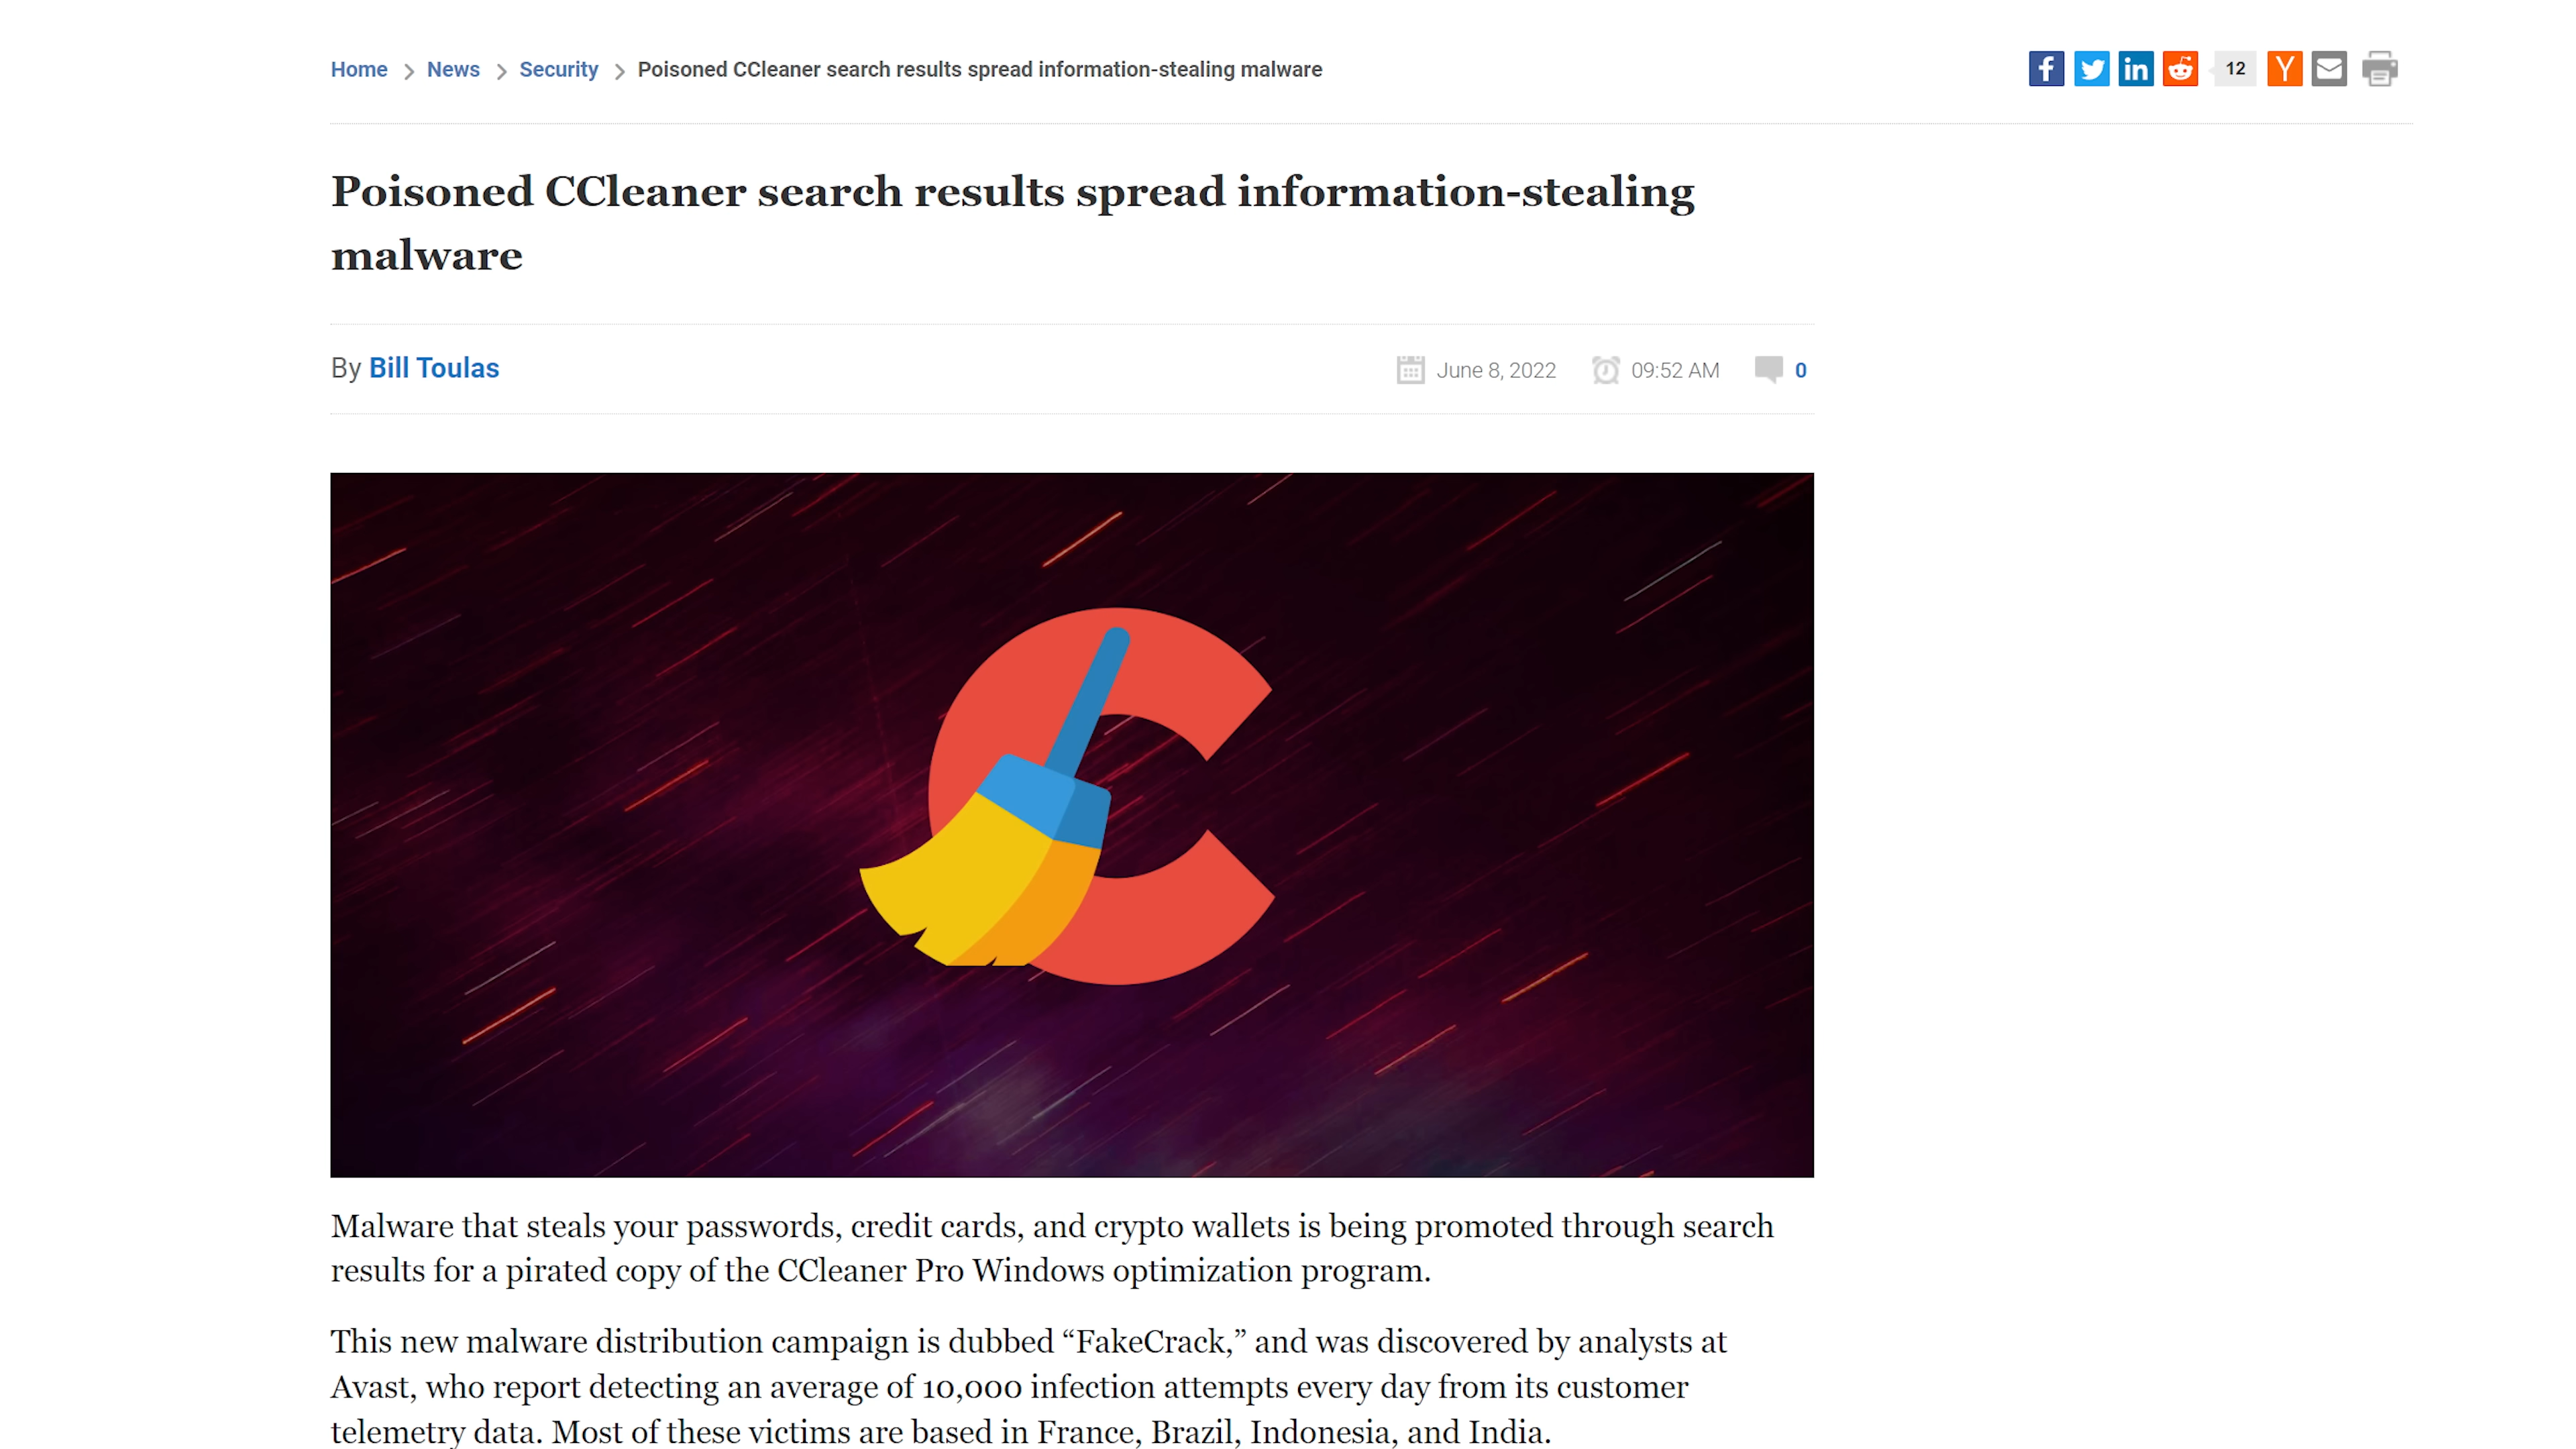 Home > News > Security > Poisoned CCleaner search results spread information-stealing malware
12
Poisoned CCleaner search results spread information-stealing
malware
By Bill Toulas
June 8, 2022 09:52 AM 0
Malware that steals your passwords, credit cards, and crypto wallets is being promoted through search
results for a pirated copy of the CCleaner Pro Windows optimization program.
This new malware distribution campaign is dubbed “FakeCrack,” and was discovered by analysts at
Avast, who report detecting an average of 10,000 infection attempts every day from its customer
telemetry data. Most of these victims are based in France, Brazil, Indonesia, and India.